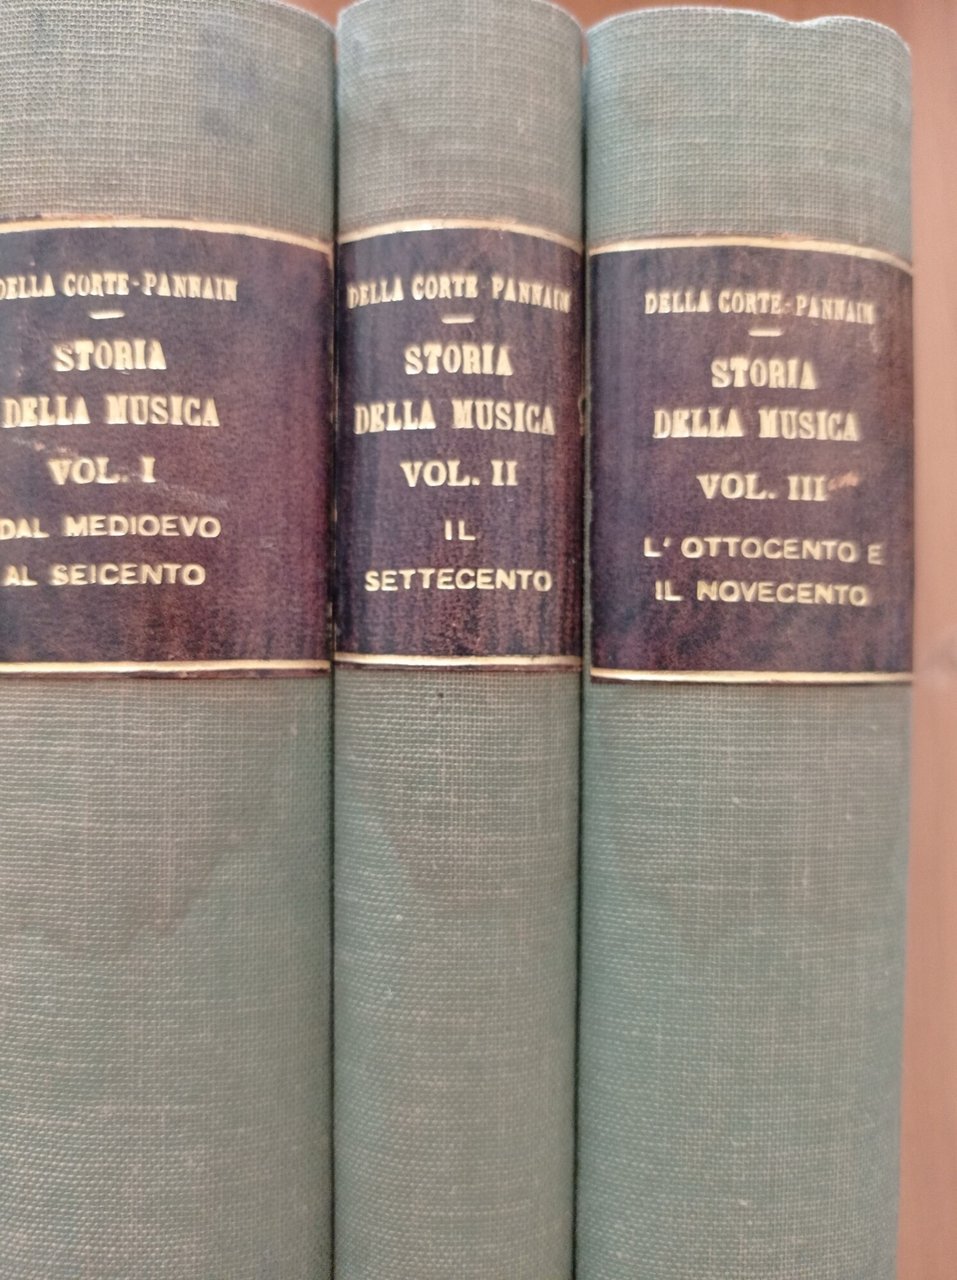 DELLA CORTE-PANNAIN
STORIA
DELLA MUSICA
VOL. I
DAL MEDIOEVO
AL SEICENTO
DELLA CORTE PANNAIN
STORIA
DELLA MUSICA
VOL. II
IL
SETTECENTO
DELLA CORTE-PANNAIN
STORIA
DELLA MUSICA
VOL. III
L'OTTOCENTO E
IL NOVECENTO